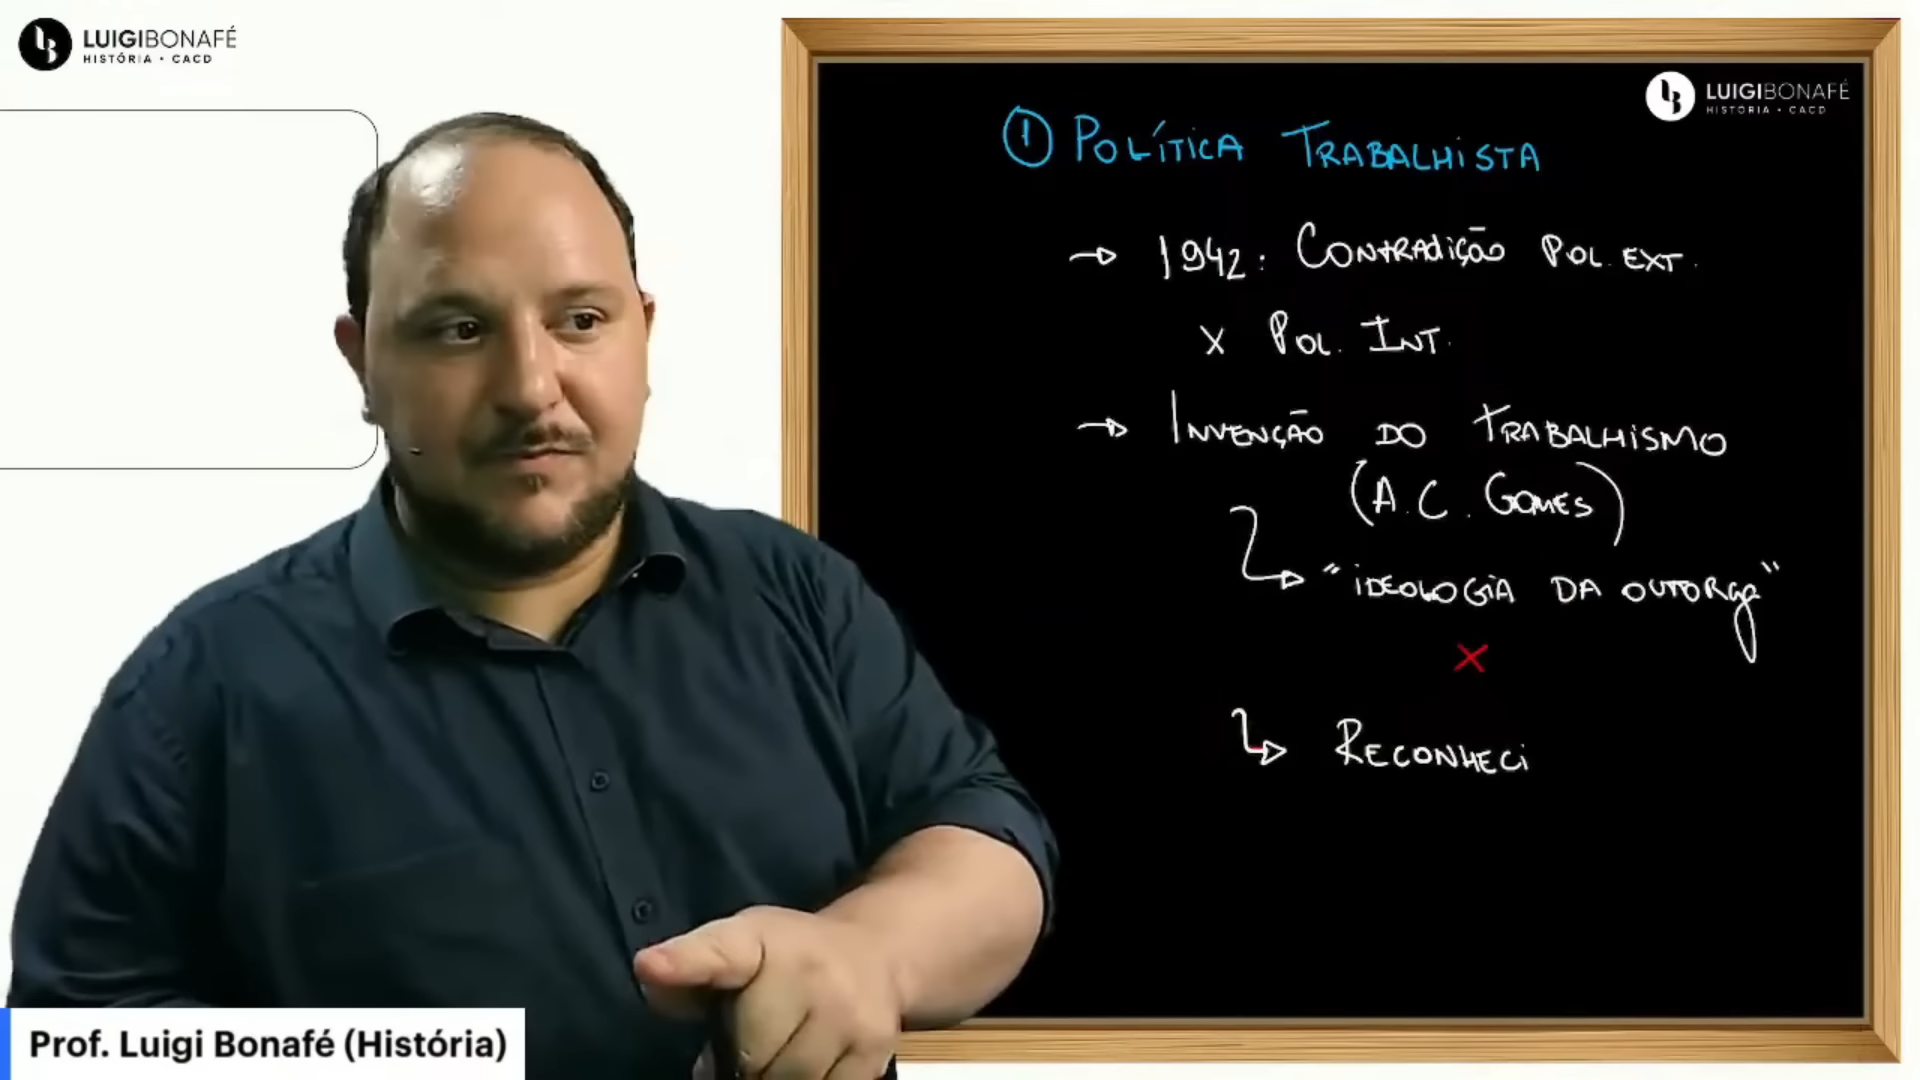 LUIGIBONAFÉ
HISTÓRIA • CACD
LUIGIBONAFÉ
HISTÓRIA • CACD
1 POLÍTICA TRABALHISTA
→ 1942: CONTRADIÇÃO POL. EXT.
X POL. INT.
→ INVENÇÃO DO TRABALHISMO
(A.C. GOMES)
→ "IDEOLOGIA DA OUTORGA"
X
→ RECONHECI
Prof. Luigi Bonafé (História)